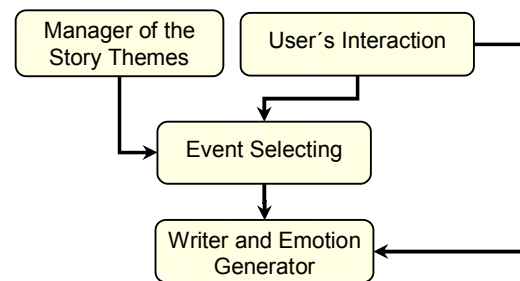 Manager of the
Story Themes
User´s Interaction
Event Selecting
Writer and Emotion
Generator